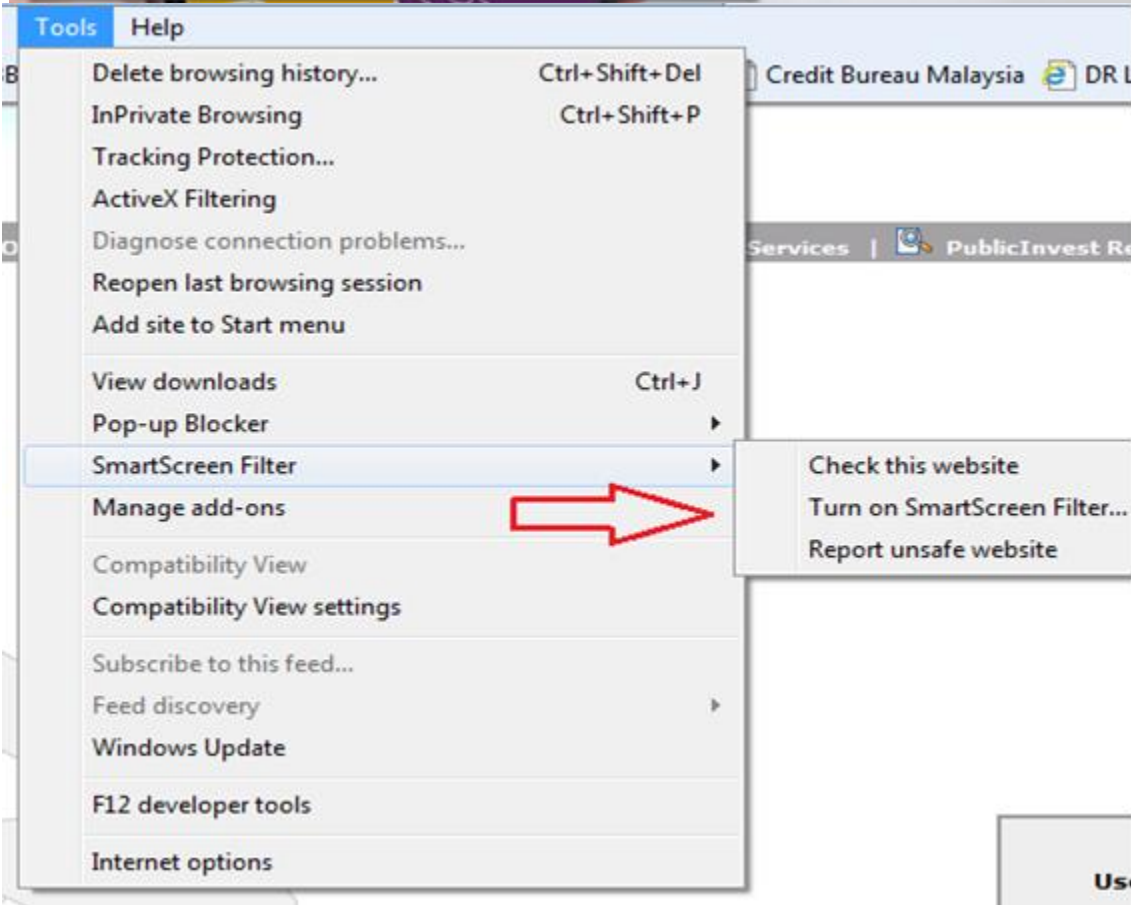 Tools Help
Delete browsing history... Ctrl+Shift+Del
Credit Bureau Malaysia DR
InPrivate Browsing Ctrl+Shift+P
Tracking Protection...
ActiveX Filtering
Diagnose connection problems...
Services | PublicInvest
Reopen last browsing session
Add site to Start menu
View downloads Ctrl+J
Pop-up Blocker
SmartScreen Filter
Check this website
Manage add-ons
Turn on SmartScreen Filter...
Report unsafe website
Compatibility View
Compatibility View settings
Subscribe to this feed...
Feed discovery
Windows Update
F12 developer tools
Internet options